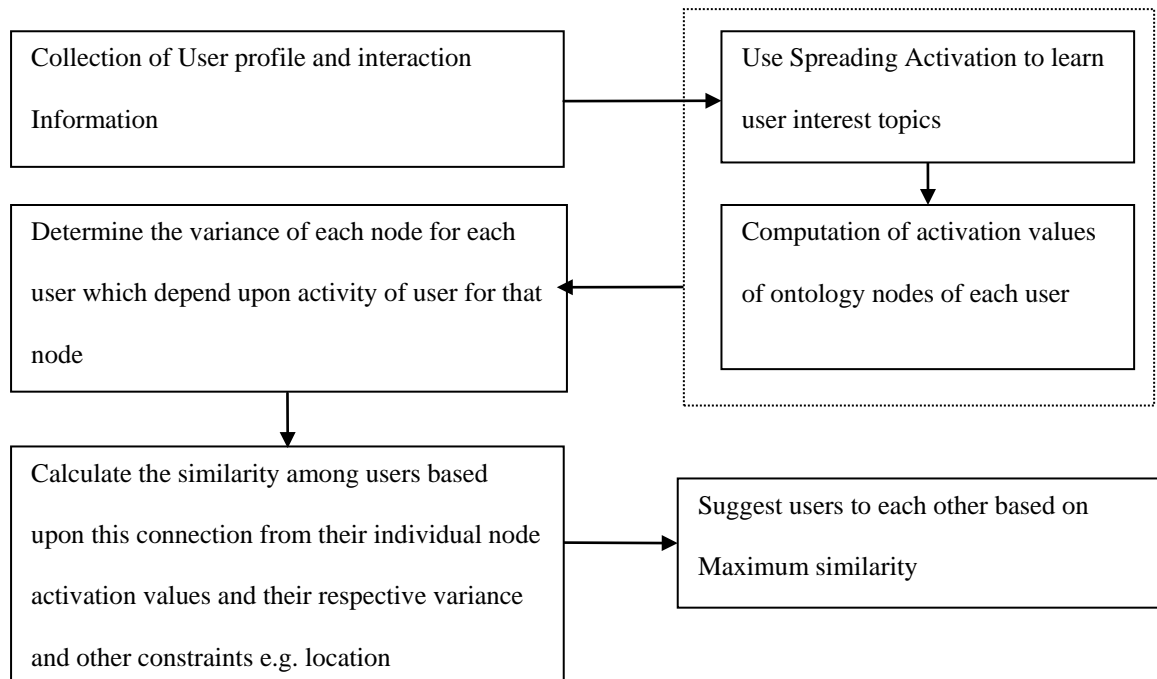 Collection of User profile and interaction
Information
Use Spreading Activation to learn
user interest topics
Computation of activation values
of ontology nodes of each user
Determine the variance of each node for each
user which depend upon activity of user for that
node
Calculate the similarity among users based
upon this connection from their individual node
activation values and their respective variance
and other constraints e.g. location
Suggest users to each other based on
Maximum similarity